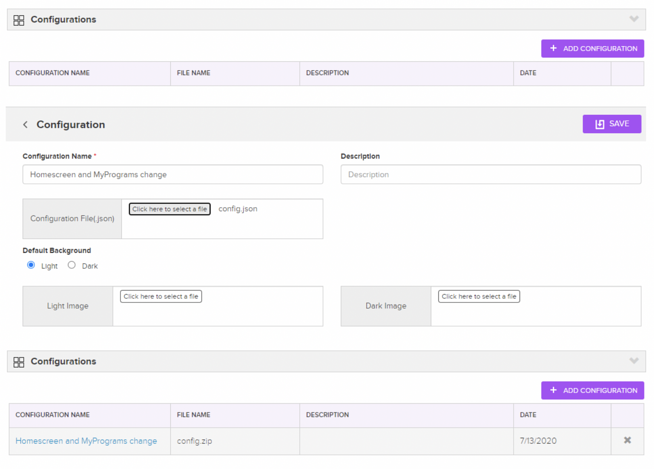 Configurations
+ ADD CONFIGURATION
CONFIGURATION NAME FILE NAME DESCRIPTION DATE
Configuration SAVE
Configuration Name * Description
Homescreen and MyPrograms change Description
Configuration File(.json) Click here to select a file config.json
Default Background
Light Dark
Light Image Click here to select a file Dark Image Click here to select a file
Configurations
+ ADD CONFIGURATION
CONFIGURATION NAME FILE NAME DESCRIPTION DATE
Homescreen and MyPrograms change config.zip 7/13/2020